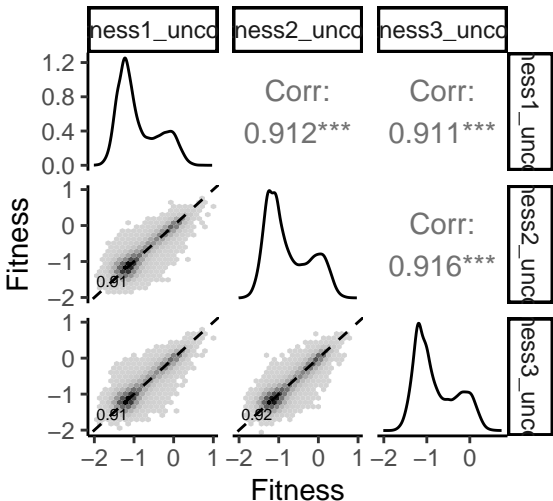 ness1_unco
ness2_unco
ness3_unco
1.2
0.8
0.4
0.0
Corr:
0.912***
Corr:
0.911***
ness1_unco
Fitness
1
0
−1
−2
0.91
Corr:
0.916***
ness2_unco
1
0
−1
−2
0.91
0.92
ness3_unco
−2 −1 0 1 −2 −1 0 1 −2 −1 0
Fitness